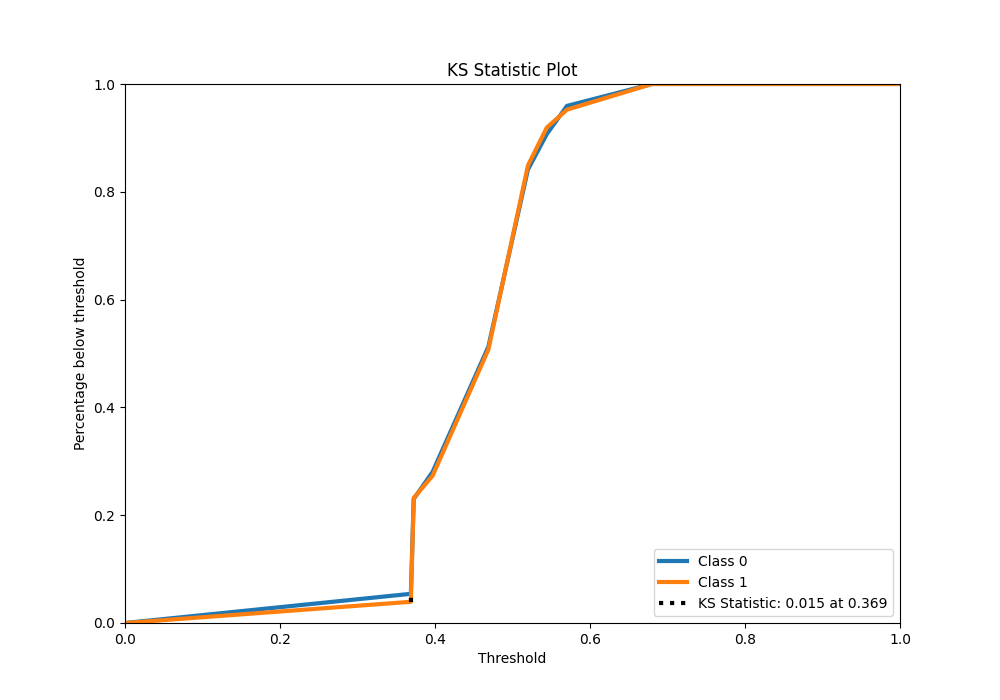 KS Statistic Plot
1.0
0.8
0.6
0.4
0.2
0.0
Percentage below threshold
0.0 0.2 0.4 0.6 0.8 1.0
Threshold
Class 0
Class 1
KS Statistic: 0.015 at 0.369